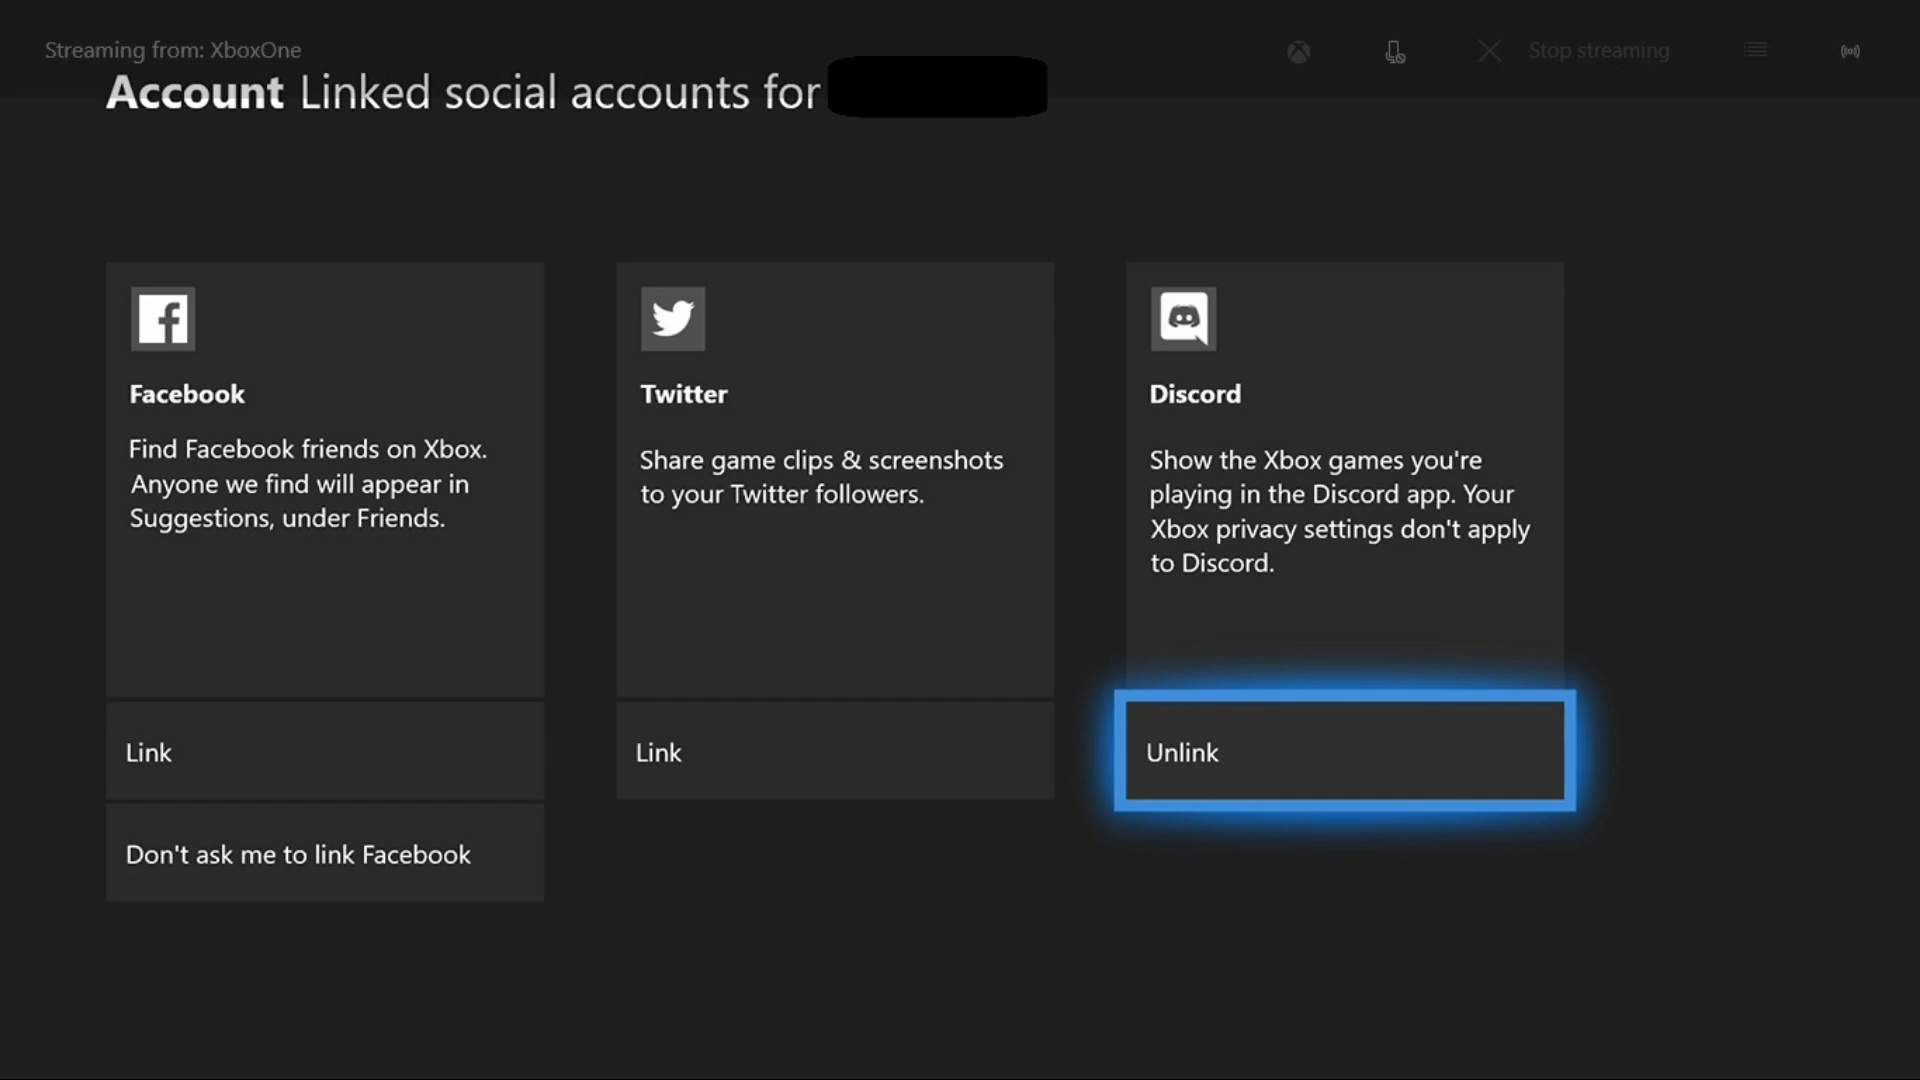 Streaming from: XboxOne
Stop streaming
Account Linked social accounts for
Facebook
Find Facebook friends on Xbox.
Anyone we find will appear in
Suggestions, under Friends.
Link
Don't ask me to link Facebook
Twitter
Share game clips & screenshots
to your Twitter followers.
Link
Discord
Show the Xbox games you're
playing in the Discord app. Your
Xbox privacy settings don't apply
to Discord.
Unlink